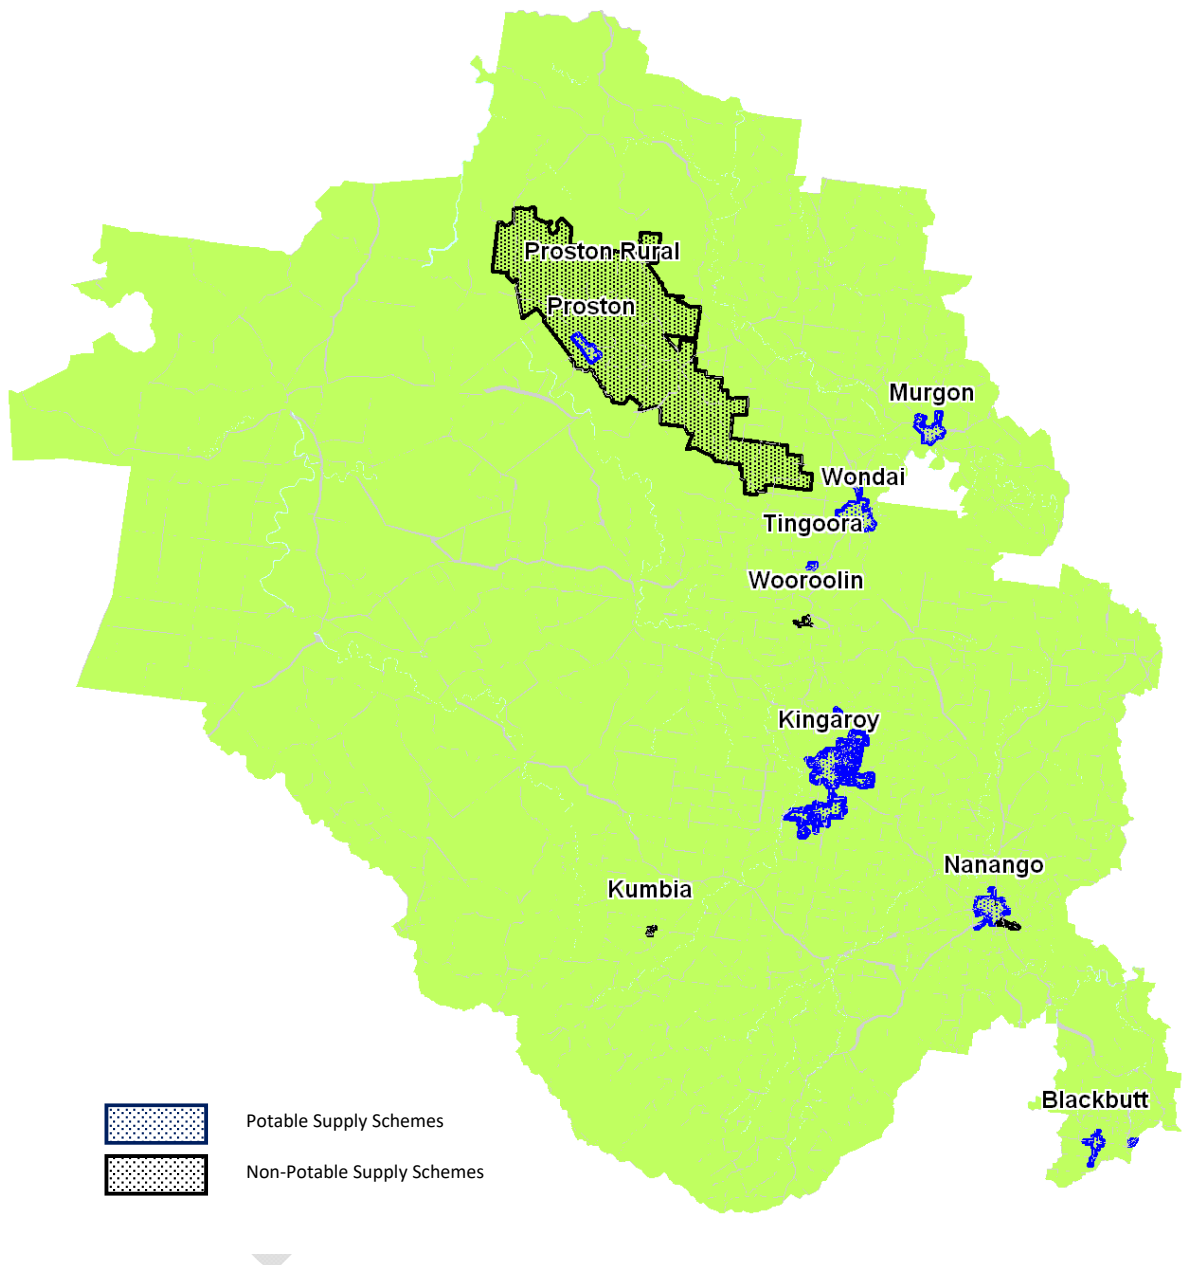 Proston Rural
Proston
Murgon
Wondai
Tingoora
Wooroolin
Kingaroy
Nanango
Kumbia
Blackbutt
Potable Supply Schemes
Non-Potable Supply Schemes